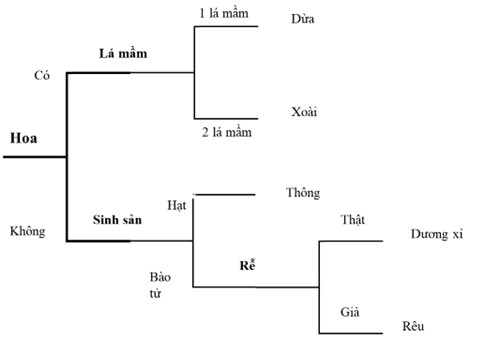 1 lá mầm
Dừa
Lá mầm
Có
Xoài
2 lá mầm
Hoa
Thông
Hạt
Không
Sinh sản
Thật
Dương xỉ
Bào
tử
Rễ
Giả
Rêu